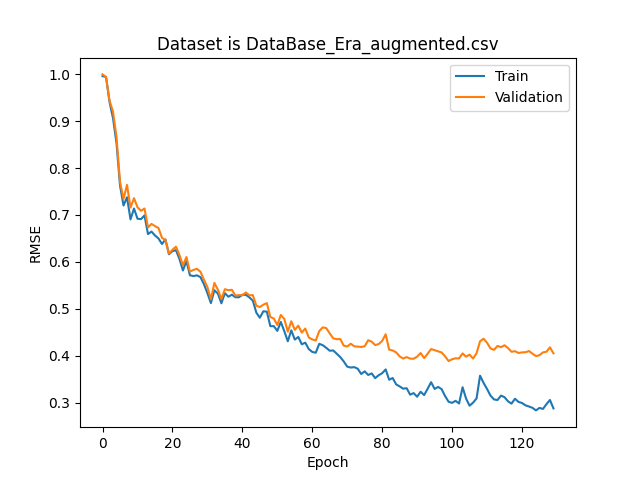 Dataset is DataBase_Era_augmented.csv
Train
Validation
1.0
0.9
0.8
0.7
0.6
0.5
0.4
0.3
RMSE
0 20 40 60 80 100 120
Epoch